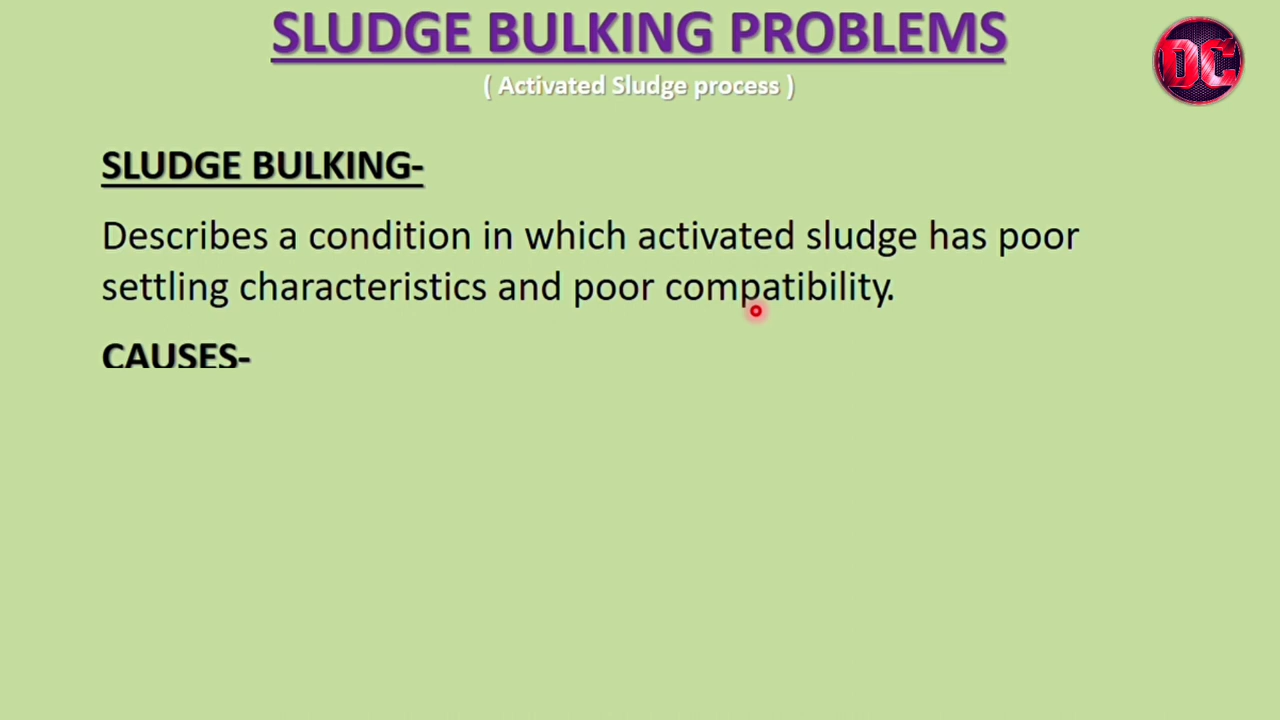 SLUDGE BULKING PROBLEMS
( Activated Sludge process )
DC
SLUDGE BULKING-
Describes a condition in which activated sludge has poor
settling characteristics and poor compatibility.
CAUSES-